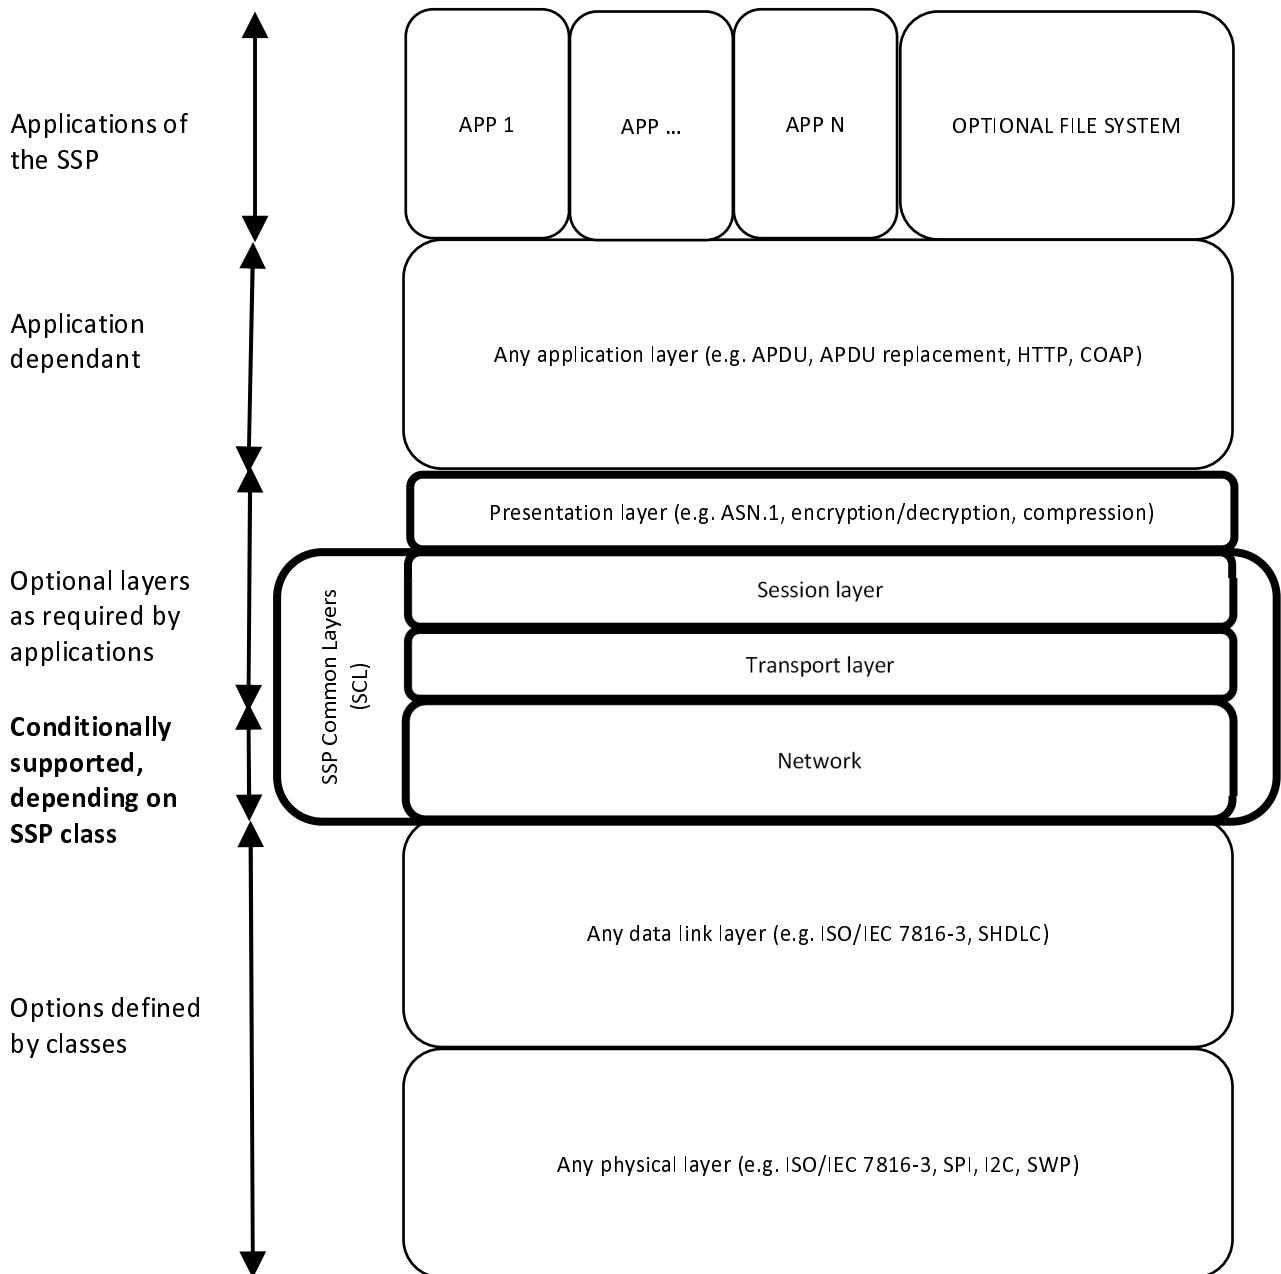 Applications of
the SSP
APP 1
APP ...
APP N
OPTIONAL FILE SYSTEM
Application
dependant
Any application layer (e.g. APDU, APDU replacement, HTTP, COAP)
Presentation layer (e.g. ASN.1, encryption/decryption, compression)
Optional layers
as required by
applications
SSP Common Layers
(SCL)
Session layer
Transport layer
Conditionally
supported,
depending on
SSP class
Network
Any data link layer (e.g. ISO/IEC 7816-3, SHDLC)
Options defined
by classes
Any physical layer (e.g. ISO/IEC 7816-3, SPI, I2C, SWP)